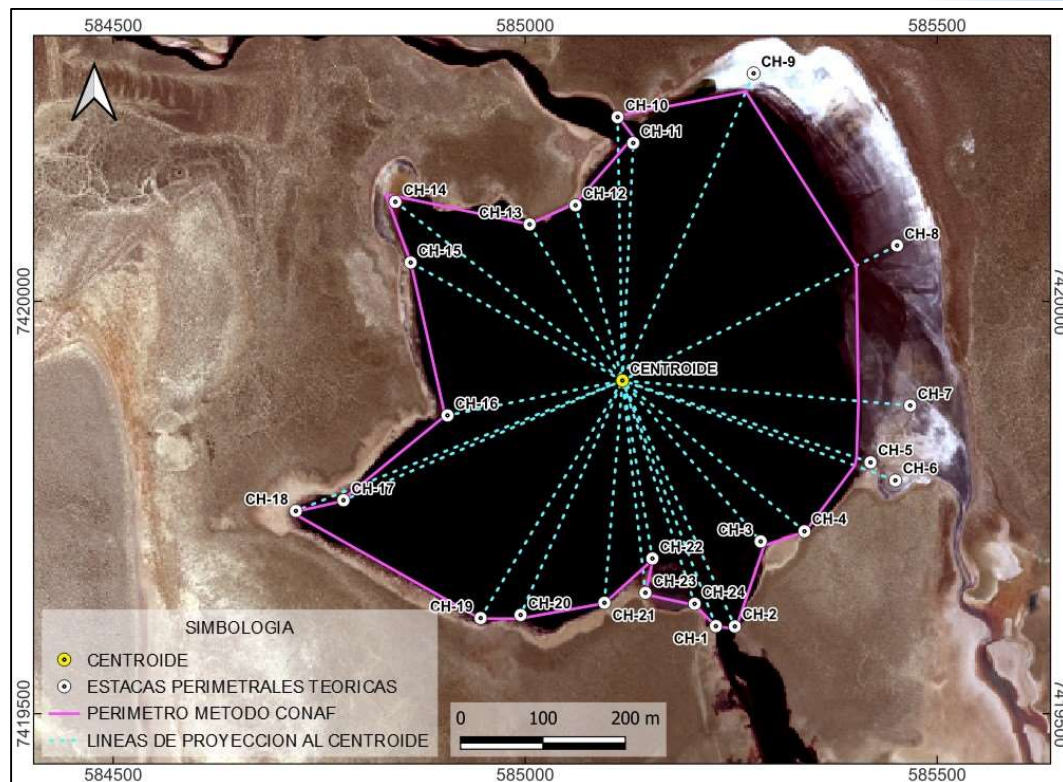 584500
585000
585500
CH-9
CH-10
CH-11
CH-14
CH-12
CH-13
CH-8
CH-15
7420000
7420000
CENTROIDE
CH-7
CH-16
CH-5
CH-6
CH-17
CH-18
CH-4
CH-3
CH-22
CH-23
CH-24
CH-19
CH-20
CH-21
CH-1
CH-2
SIMBOLOGIA
CENTROIDE
ESTACAS PERIMETRALES TEORICAS
PERIMETRO METODO CONAF
LINEAS DE PROYECCION AL CENTROIDE
0 100 200 m
7419500
7419500
584500
585000
585500